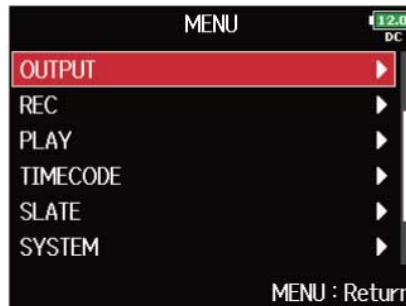 MENU
12.0
DC
OUTPUT
REC
PLAY
TIMECODE
SLATE
SYSTEM
MENU : Return